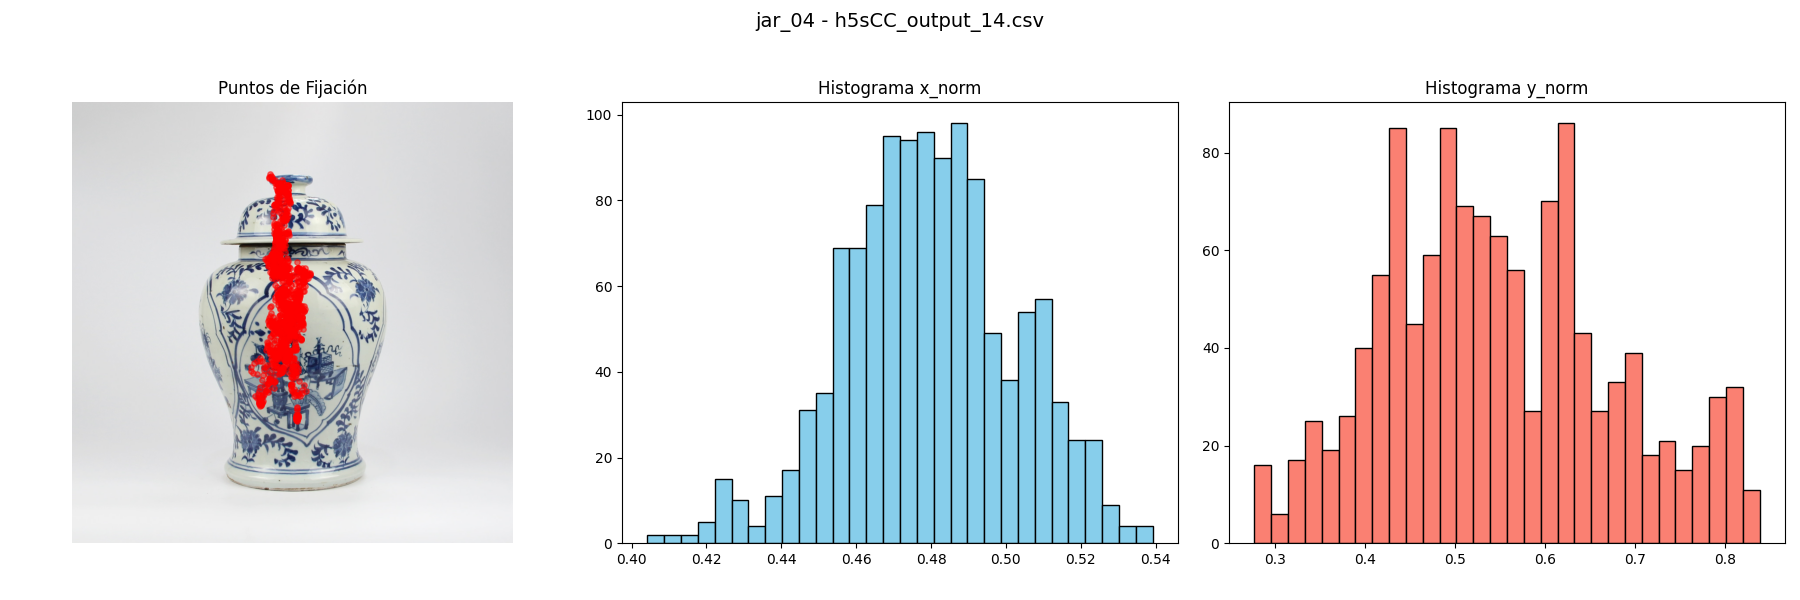 jar_04 - h5sCC_output_14.csv
Puntos de Fijación
Histograma x_norm
100
80
60
40
20
0
0.40 0.42 0.44 0.46 0.48 0.50 0.52 0.54
Histograma y_norm
80
60
40
20
0
0.3 0.4 0.5 0.6 0.7 0.8